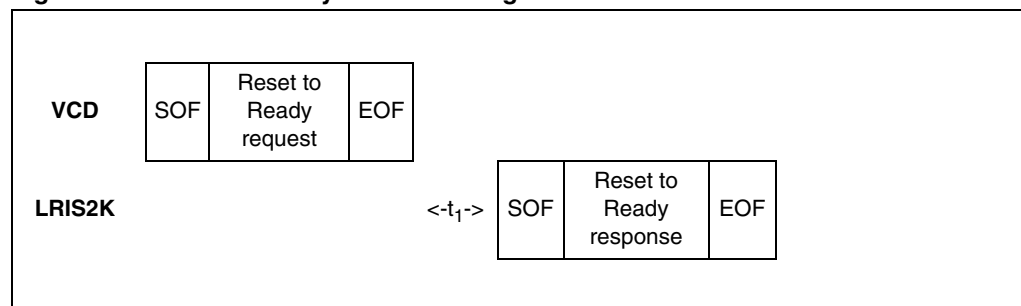 VCD
SOF
Reset to
Ready
request
EOF
LRIS2K
<-t1->
SOF
Reset to
Ready
response
EOF